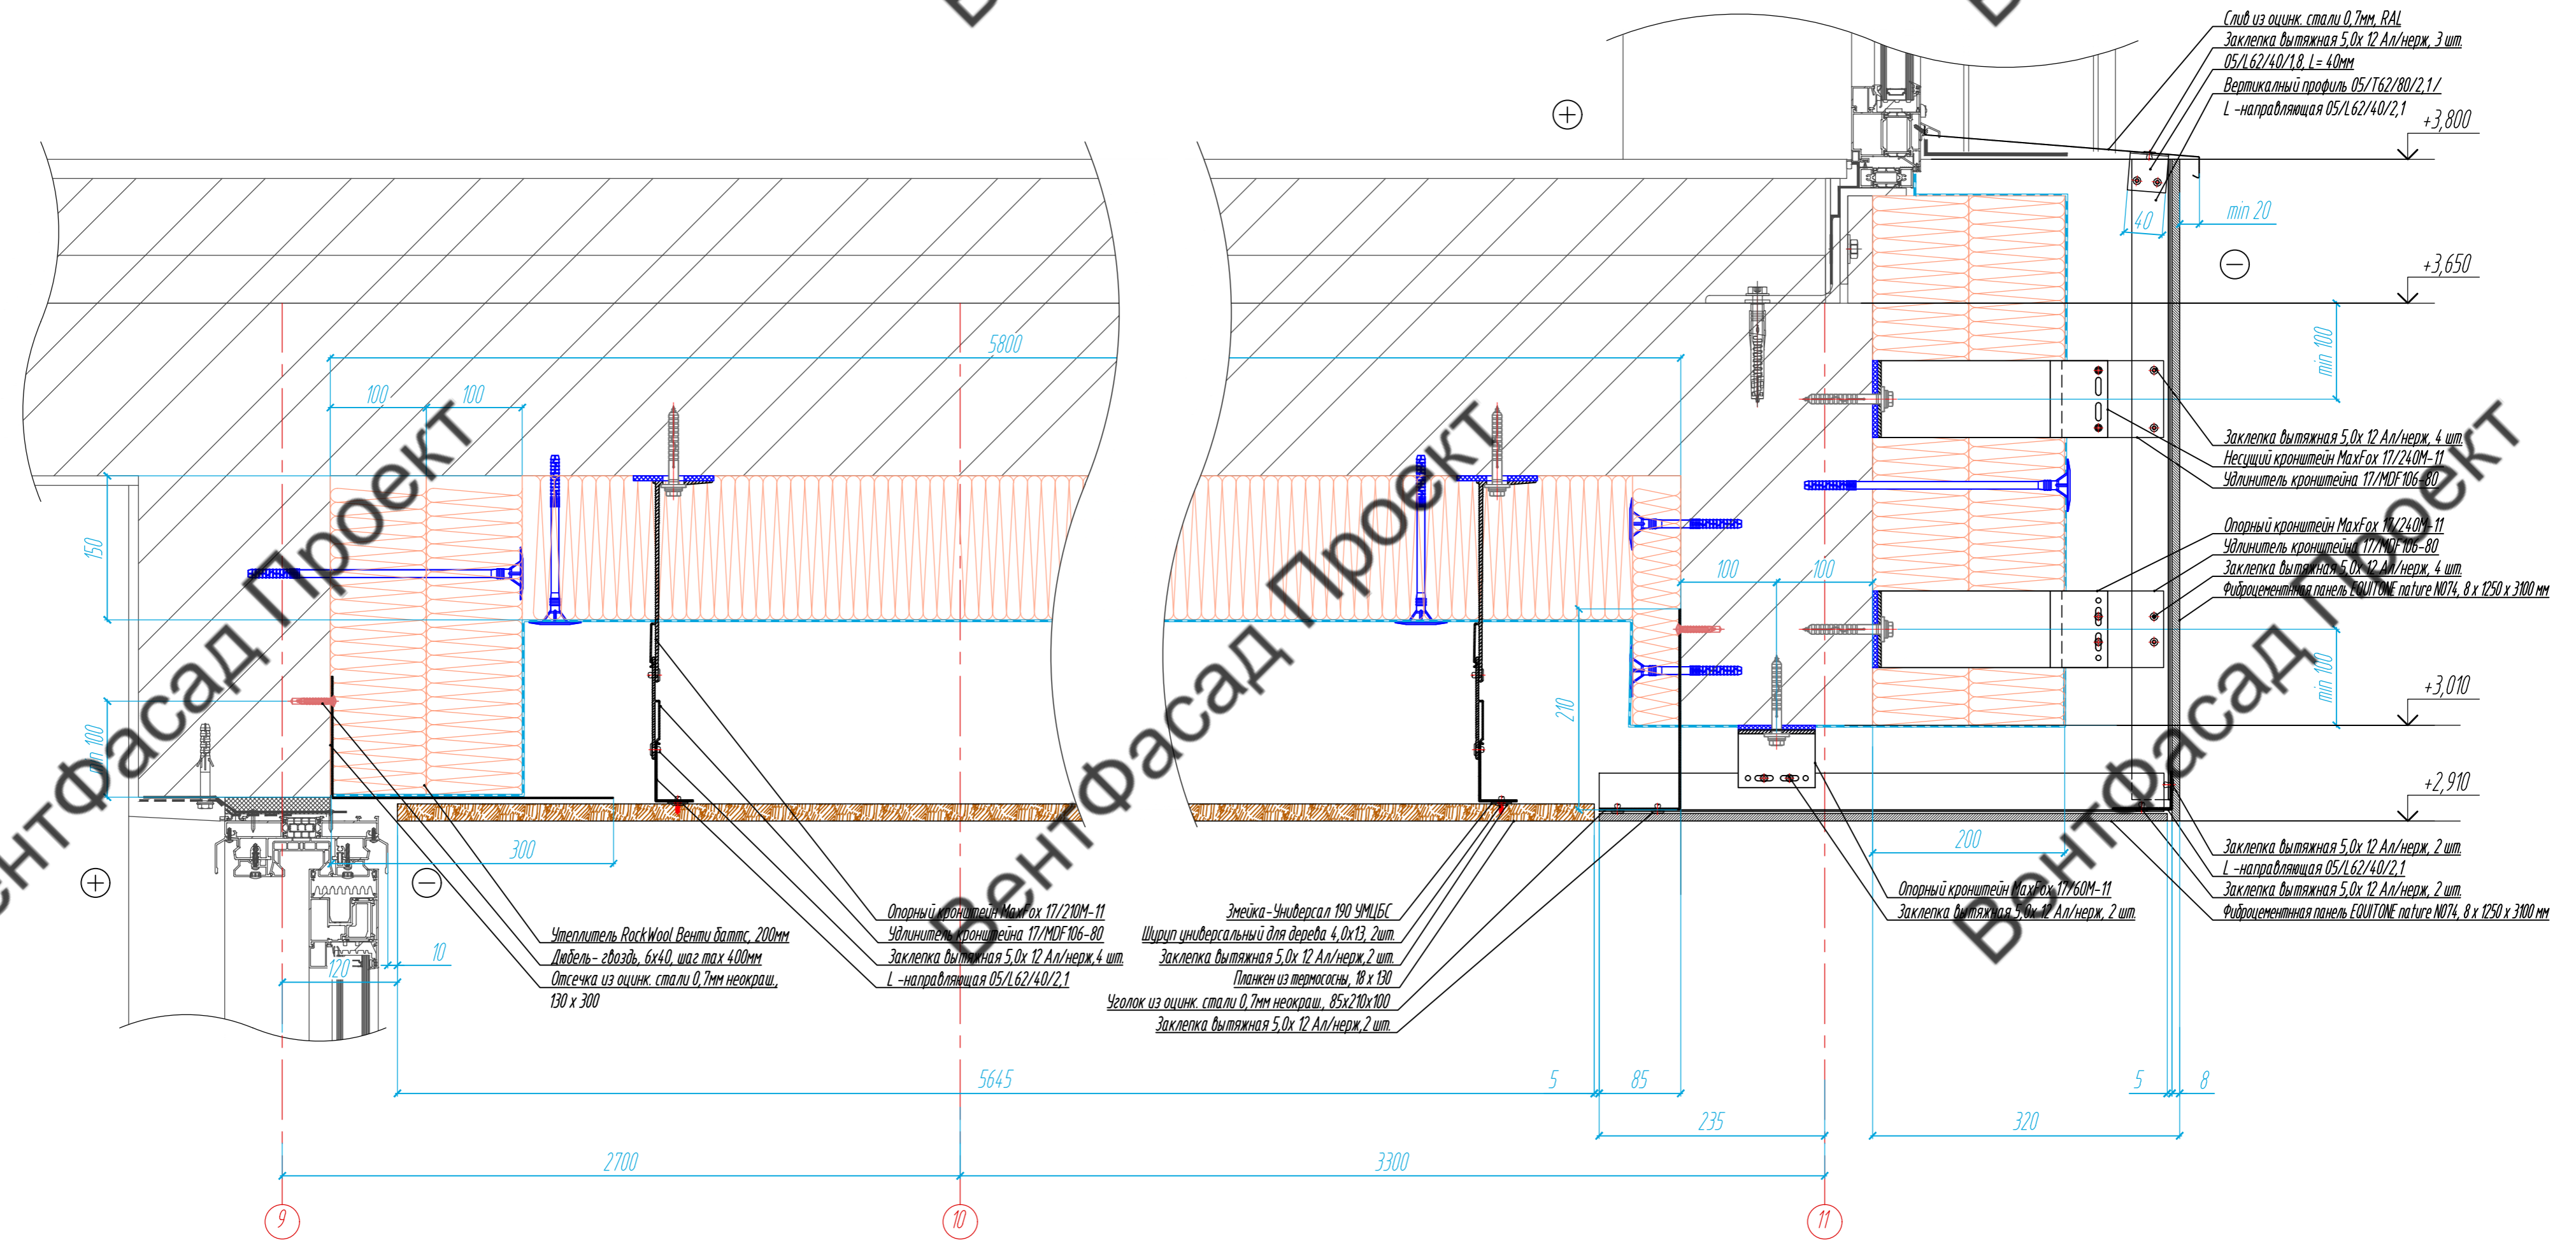 Слив из оцинк. стали 0,7мм, RAL
Заклепка вытяжная 5,0х 12 Ал/нерж, 3 шт.
05/L62/40/1,8, L= 40мм
Вертикалный профиль 05/Т62/80/2,1 /
L -направляющая 05/L62/40/2,1
+3,800
40
min 20
+3,650
5800
min 100
100
100
Заклепка вытяжная 5,0х 12 Ал/нерж, 4 шт.
Несущий кронштейн MaxFox 17/240М-11
Удлинитель кронштейна 17/MDF106-80
Опорный кронштейн MaxFox 17/240М-11
Удлинитель кронштейна 17/MDF106-80
Заклепка вытяжная 5,0х 12 Ал/нерж, 4 шт.
Фиброцементнная панель EQUITONE nature N074, 8 х 1250 х 3100 мм
150
100
100
min 100
210
min 100
+3,010
+2,910
300
200
Заклепка вытяжная 5,0х 12 Ал/нерж, 2 шт.
L -направляющая 05/L62/40/2,1
Заклепка вытяжная 5,0х 12 Ал/нерж, 2 шт.
Фиброцементнная панель EQUITONE nature N074, 8 х 1250 х 3100 мм
Опорный кронштейн MaxFox 17/60М-11
Заклепка вытяжная 5,0х 12 Ал/нерж, 2 шт.
Опорный кронштейн MaxFox 17/210М-11
Удлинитель кронштейна 17/MDF106-80
Заклепка вытяжная 5,0х 12 Ал/нерж,4 шт.
L -направляющая 05/L62/40/2,1
Змейка-Универсал 190 УМЦБС
Шуруп универсальный для дерева 4,0х13, 2шт.
Заклепка вытяжная 5,0х 12 Ал/нерж,2 шт.
Планкен из термососны, 18 х 130
Уголок из оцинк. стали 0,7мм неокраш., 85х210х100
Заклепка вытяжная 5,0х 12 Ал/нерж,2 шт.
Утеплитель RockWool Венти баттс, 200мм
Дюбель- гвоздь, 6х40, шаг max 400мм
Отсечка из оцинк. стали 0,7мм неокраш.,
130 х 300
10
120
5645
5
85
5
8
235
320
2700
3300
9
10
11
ВентФасад Проект
ВентФасад Проект
ВентФасад Проект